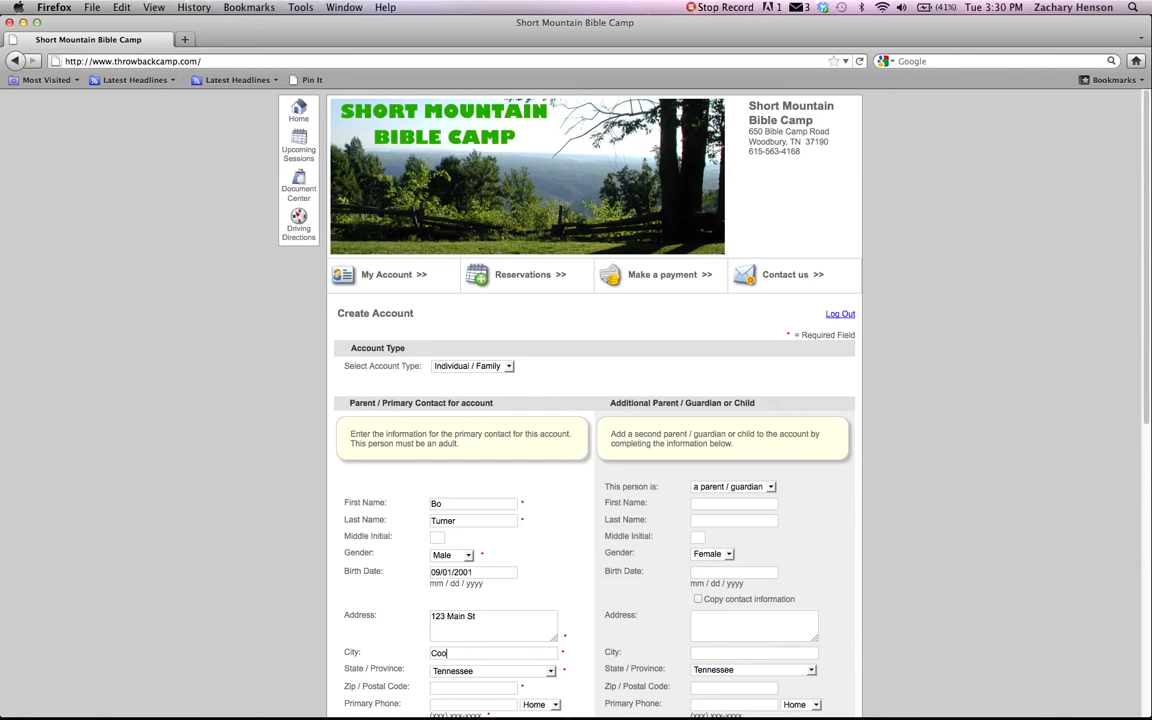 Firefox File Edit View History Bookmarks Tools Window Help Stop Record 1 3 (41%) Tue 3:30 PM Zachary Henson
Short Mountain Bible Camp
Short Mountain Bible Camp +
http://www.throwbackcamp.com/ Google
Most Visited Latest Headlines Latest Headlines Pin It Bookmarks
SHORT MOUNTAIN
BIBLE CAMP
Short Mountain
Bible Camp
650 Bible Camp Road
Woodbury, TN 37190
615-563-4168
Home
Upcoming
Sessions
Document
Center
Driving
Directions
My Account >> Reservations >> Make a payment >> Contact us >>
Create Account Log Out
* = Required Field
Account Type
Select Account Type: Individual / Family
Parent / Primary Contact for account
Enter the information for the primary contact for this account.
This person must be an adult.
First Name: Bo *
Last Name: Turner *
Middle Initial:
Gender: Male *
Birth Date: 09/01/2001
mm / dd / yyyy
Address: 123 Main St *
City: Coo *
State / Province: Tennessee *
Zip / Postal Code: *
Primary Phone: Home
(xxx) xxx-xxxx *
Additional Parent / Guardian or Child
Add a second parent / guardian or child to the account by
completing the information below.
This person is: a parent / guardian
First Name:
Last Name:
Middle Initial:
Gender: Female
Birth Date:
mm / dd / yyyy
Copy contact information
Address:
City:
State / Province: Tennessee
Zip / Postal Code:
Primary Phone: Home
(xxx) xxx-xxxx